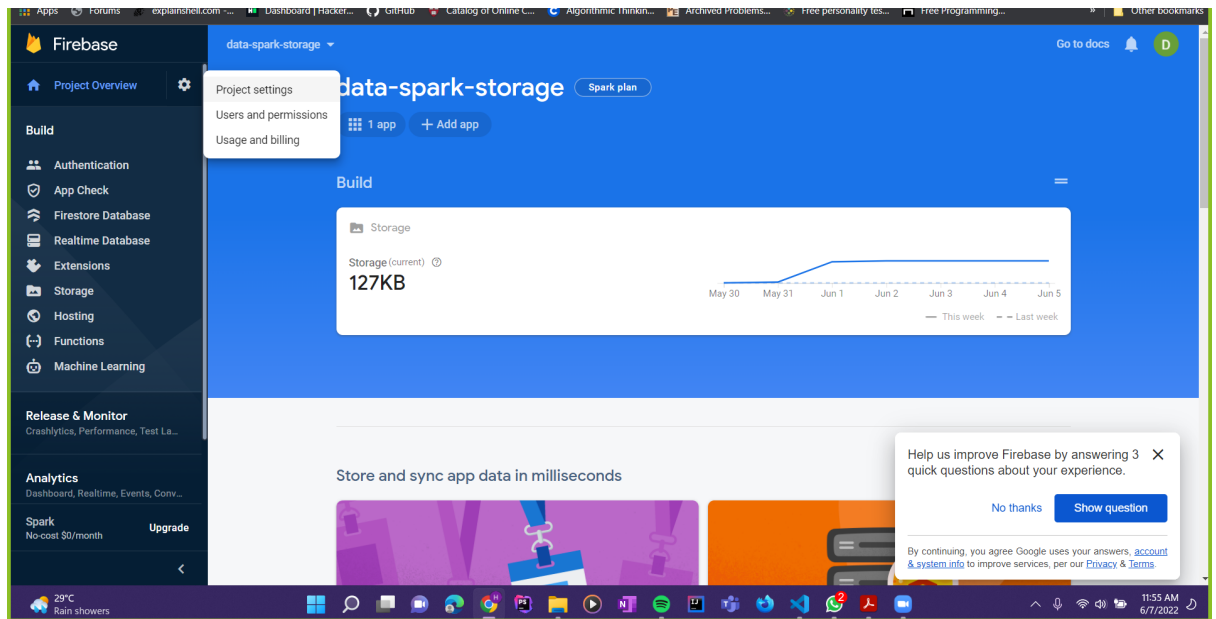 Apps
Forums
explainshell.com -...
Dashboard | Hacker...
GitHub
Catalog of Online C...
Algorithmic Thinkin...
Archived Problems...
Free personality tes...
Free Programming...
»
Other bookmarks
Firebase
data-spark-storage
Go to docs
D
Project Overview
Project settings
Users and permissions
Usage and billing
data-spark-storage
Spark plan
1 app
+ Add app
Build
Authentication
App Check
Firestore Database
Realtime Database
Extensions
Storage
Hosting
Functions
Machine Learning
Release & Monitor
Crashlytics, Performance, Test La...
Analytics
Dashboard, Realtime, Events, Conv...
Spark
No-cost $0/month
Upgrade
Build
Storage
Storage (current)
127KB
May 30 May 31 Jun 1 Jun 2 Jun 3 Jun 4 Jun 5
This week Last week
Store and sync app data in milliseconds
Help us improve Firebase by answering 3
quick questions about your experience.
No thanks
Show question
By continuing, you agree Google uses your answers, account
& system info to improve services, per our Privacy & Terms.
29°C
Rain showers
2
11:55 AM
6/7/2022